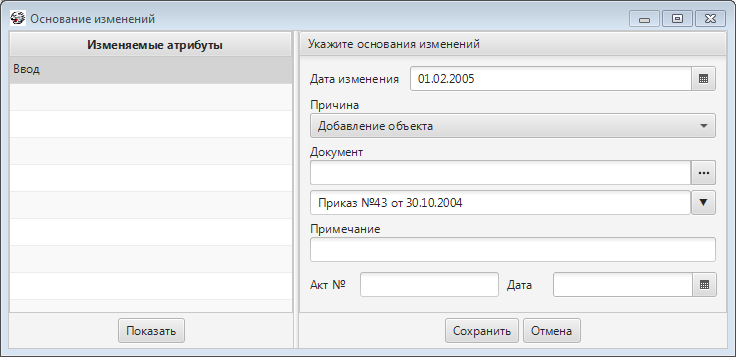 Основание изменений
Изменяемые атрибуты
Ввод
Показать
Укажите основания изменений
Дата изменения 01.02.2005
Причина
Добавление объекта
Документ
...
Приказ №43 от 30.10.2004
Примечание
Акт № Дата
Сохранить Отмена